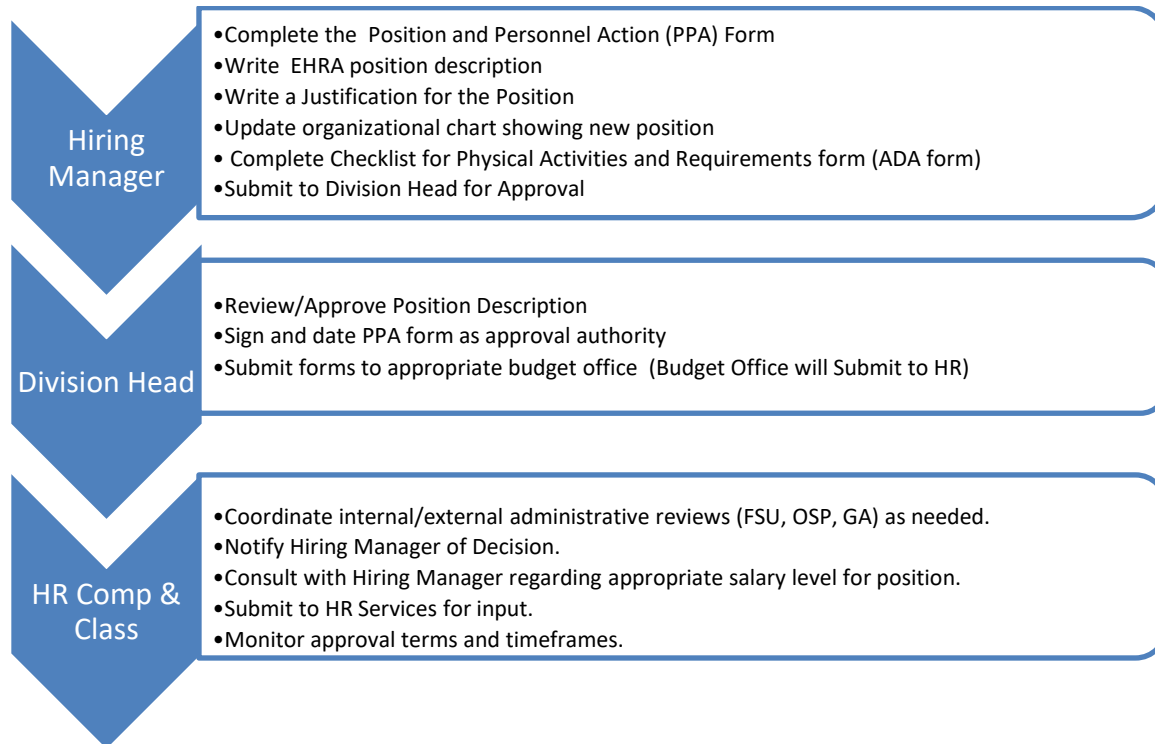 Hiring
Manager
•Complete the  Position and Personnel Action (PPA) Form
•Write  EHRA position description
•Write a Justification for the Position
•Update organizational chart showing new position
• Complete Checklist for Physical Activities and Requirements form (ADA form)
•Submit to Division Head for Approval
Division Head
•Review/Approve Position Description
•Sign and date PPA form as approval authority
•Submit forms to appropriate budget office  (Budget Office will Submit to HR)
HR Comp &
Class
•Coordinate internal/external administrative reviews (FSU, OSP, GA) as needed.
•Notify Hiring Manager of Decision.
•Consult with Hiring Manager regarding appropriate salary level for position.
•Submit to HR Services for input.
•Monitor approval terms and timeframes.